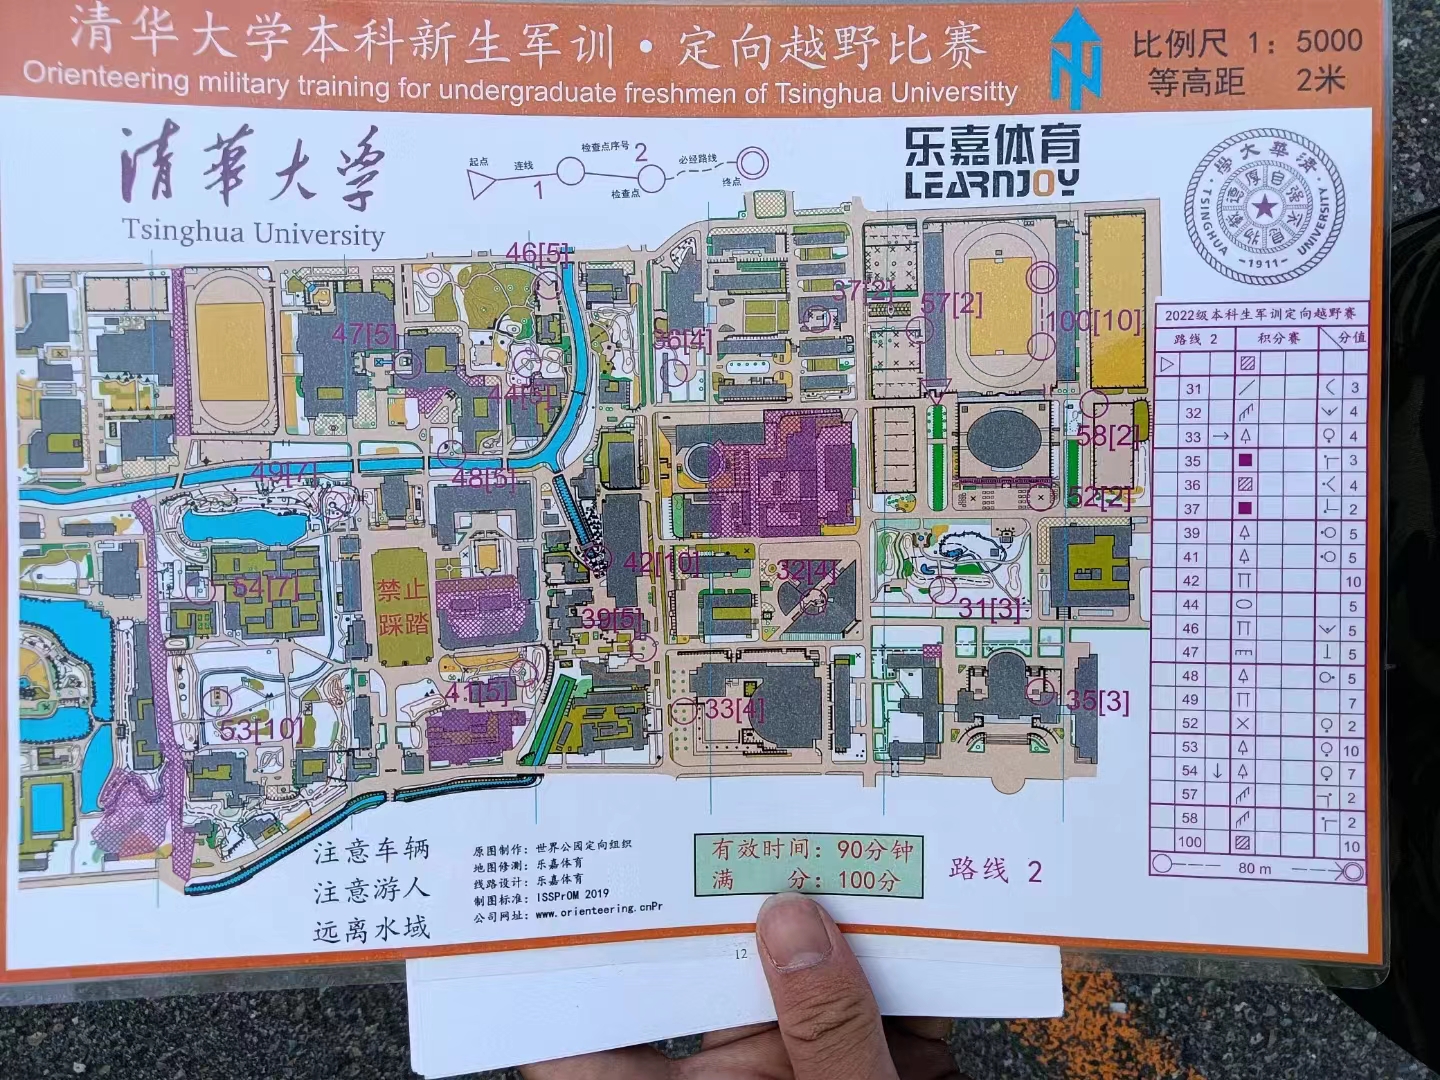 清华大学本科新生军训·定向越野比赛
Orienteering military training for undergraduate freshmen of Tsinghua Universitty
比例尺 1：5000
等高距 2米
清華大学
Tsinghua University
起点
连线
1
检查点序号 2
检查点
必经路线
终点
乐嘉体育
LEARNJOY
TSINGHUA UNIVERSITY
-1911-
46[5]
47[5]
44[5]
36[4]
37[2]
57[2]
100[10]
58[2]
49[7]
48[5]
52[2]
54[7]
42[10]
32[4]
39[5]
31[3]
禁止
踩踏
41[5]
33[4]
35[3]
53[10]
2022级本科生军训定向越野赛
路线 2 积分赛 分值
31 3
32 4
33 → 4
35 3
36 4
37 2
39 5
41 5
42 10
44 5
46 5
47 5
48 5
49 7
52 2
53 10
54 ↓ 7
57 2
58 2
100 10
80 m
注意车辆
注意游人
远离水域
原图制作：世界公园定向组织
地图修测：乐嘉体育
线路设计：乐嘉体育
制图标准：ISSPrOM 2019
公司网址：www.orienteering.cnPr
有效时间：90分钟
满 分：100分
路线 2
12